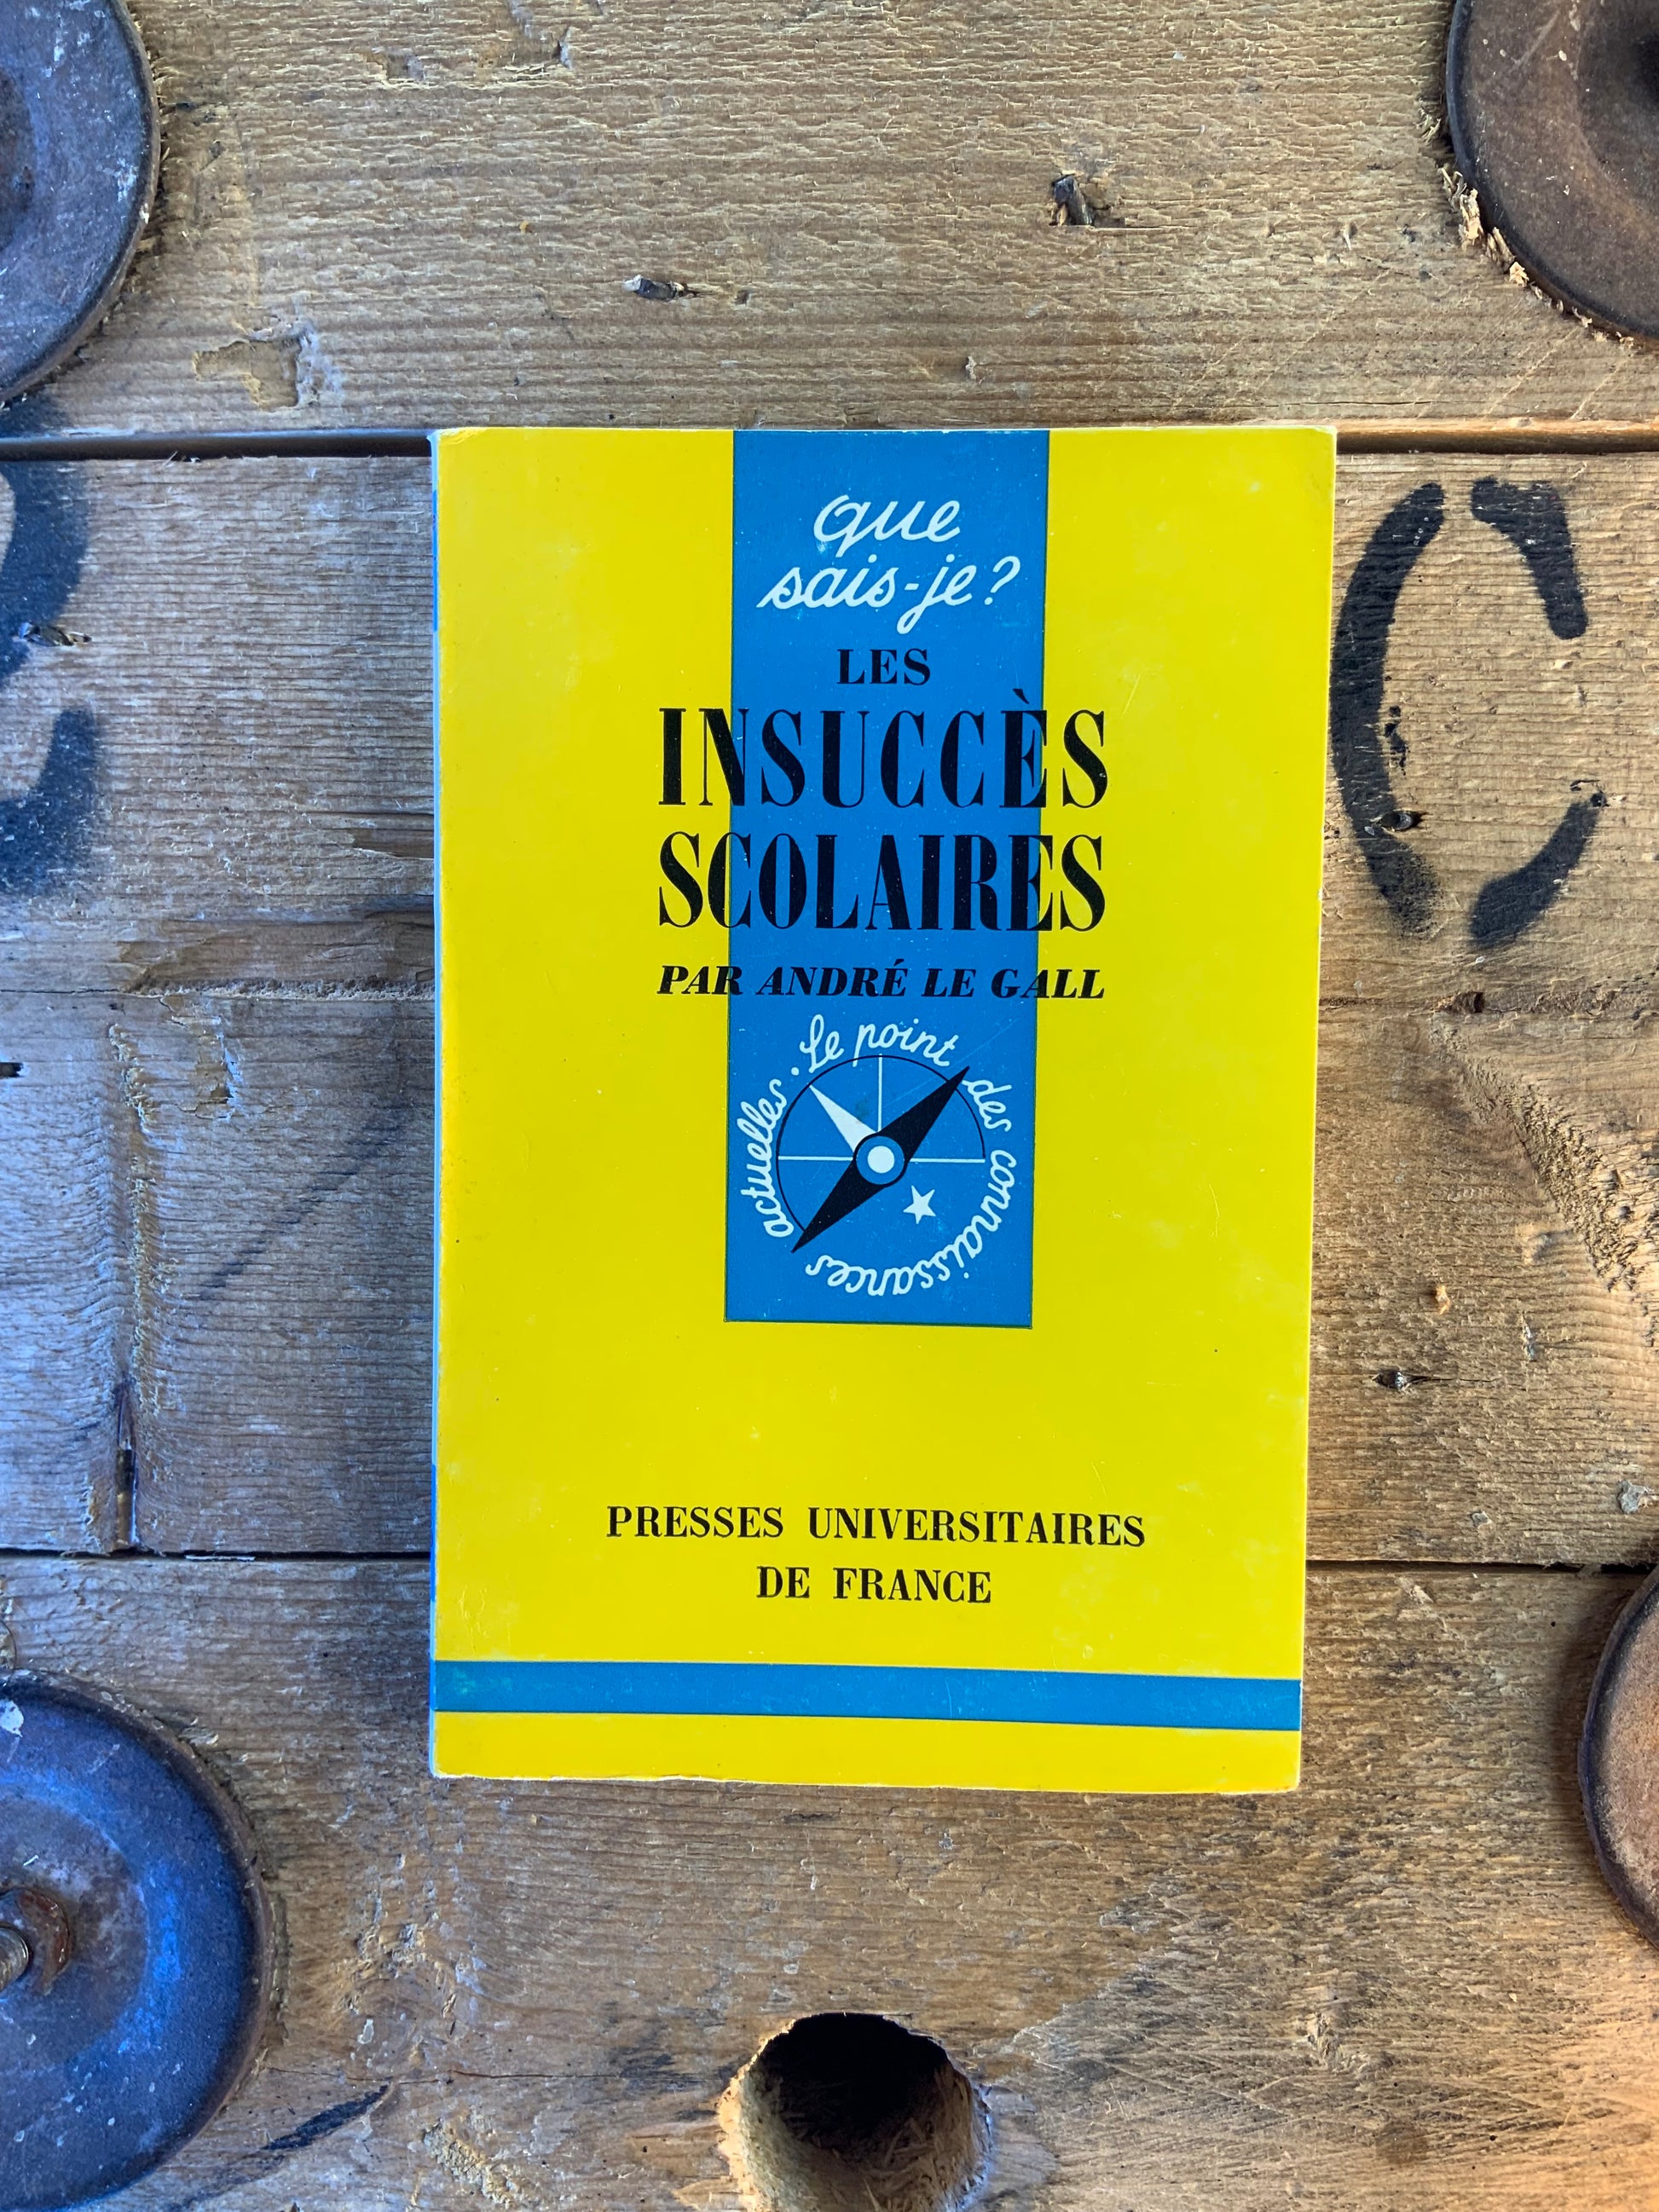 que
sais-je?
LES
INSUCCÈS
SCOLAIRES
PAR ANDRÉ LE GALL
Le point des connaissances actuelles.
PRESSES UNIVERSITAIRES
DE FRANCE
C